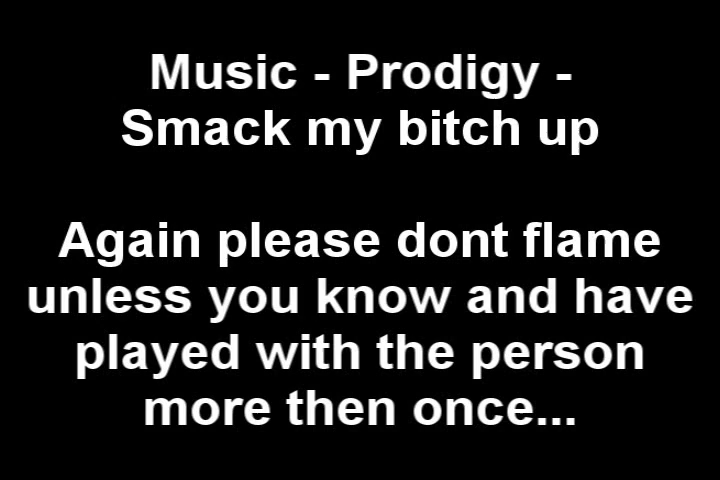 Music - Prodigy -
Smack my bitch up
Again please dont flame
unless you know and have
played with the person
more then once...